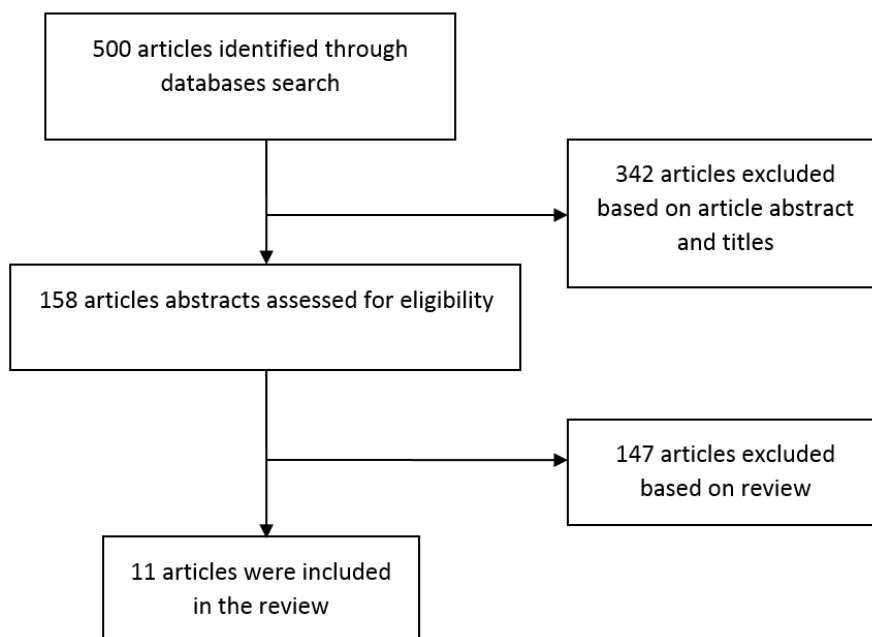 500 articles identified through
databases search
342 articles excluded
based on article abstract
and titles
158 articles abstracts assessed for eligibility
147 articles excluded
based on review
11 articles were included
in the review